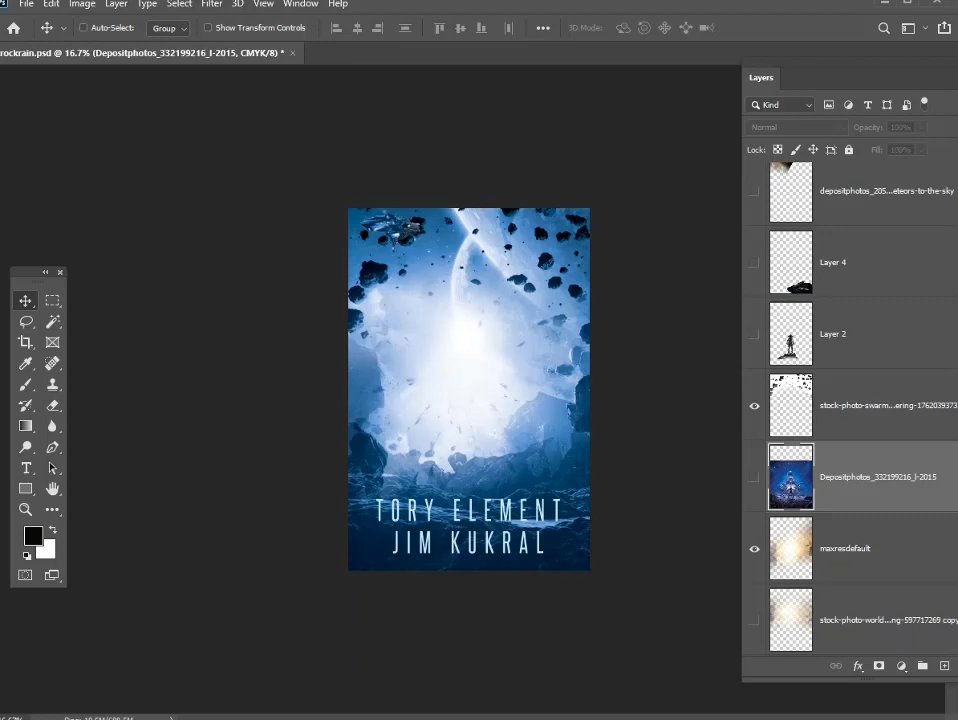 File Edit Image Layer Type Select Filter 3D View Window Help
Auto-Select: Group Show Transform Controls 3D Mode:
rockrain.psd @ 16.7% (Depositphotos_332199216_l-2015, CMYK/8) *
Layers
Kind
Normal Opacity: 100%
Lock: Fill: 100%
depositphotos_205...eteors-to-the-sky
Layer 4
Layer 2
stock-photo-swarm...ering-1762039373
Depositphotos_332199216_l-2015
maxresdefault
stock-photo-world...ng-597717269 copy
TORY ELEMENT
JIM KUKRAL